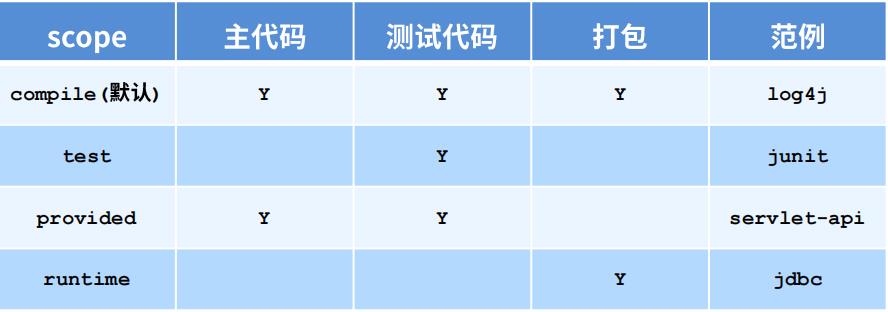 scope 主代码 测试代码 打包 范例
compile(默认) Y Y Y log4j
test Y junit
provided Y Y servlet-api
runtime Y jdbc